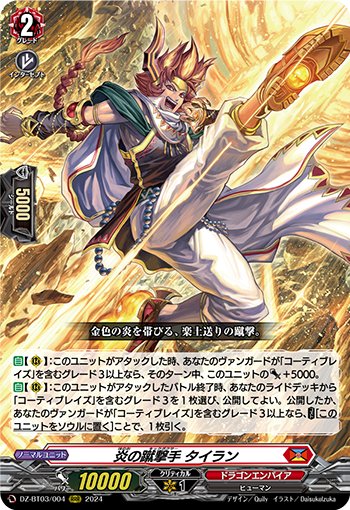 2
グレード
インターセプト
5000
シールド
金色の炎を帯びる、楽土送りの蹴撃。
自【R】:このユニットがアタックした時、あなたのヴァンガードが「コーティブレ
イズ」を含むグレード3以上なら、そのターン中、このユニットの+5000。
自【R】:このユニットがアタックしたバトル終了時、あなたのライドデッキから
「コーティブレイズ」を含むグレード3を1枚選び、公開してよい。公開したか、
あなたのヴァンガードが「コーティブレイズ」を含むグレード3以上なら、【[この
ユニットをソウルに置く]ことで、1枚引く。
ノーマルユニット
炎の蹴撃手 タイラン
ドラゴンエンパイア
パワー
10000
クリティカル
1
ヒューマン
DZ-BT03/004 RRR 2024
デザイン/Quily イラスト/DaisukeIzuka